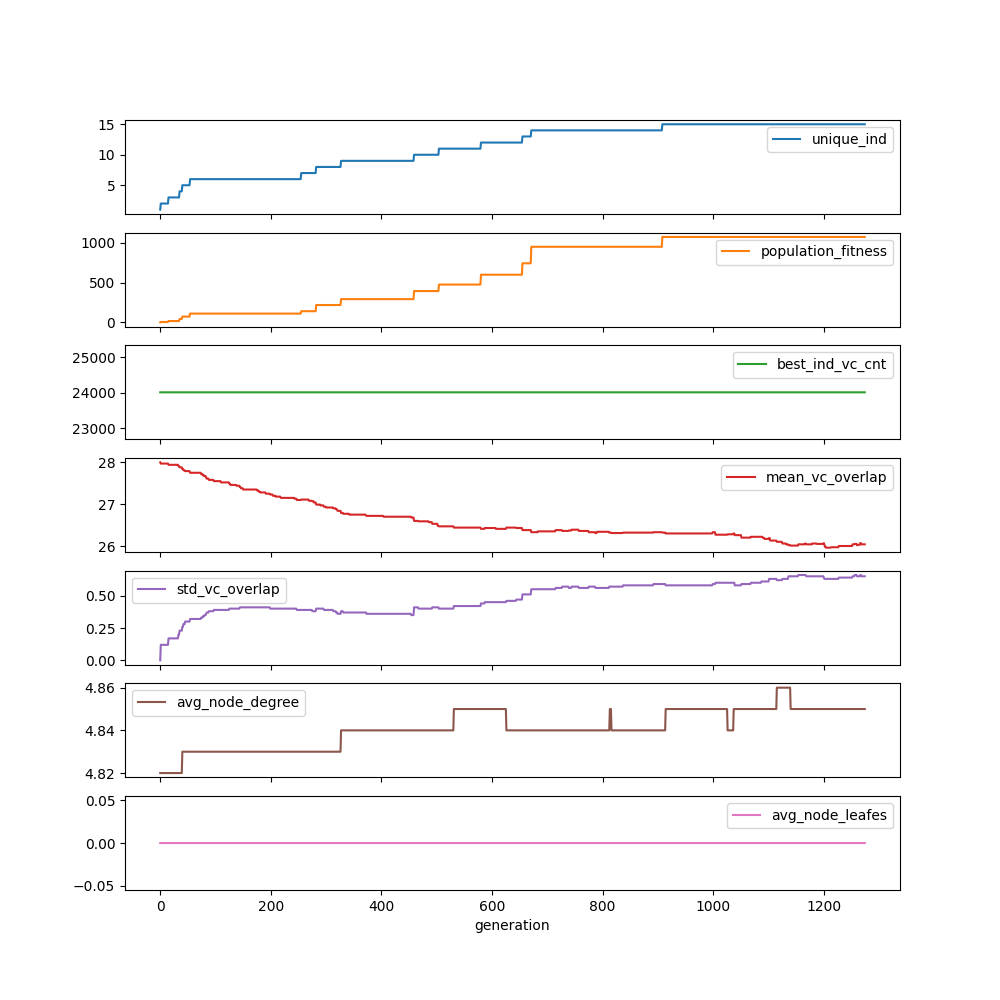 15
10
5
unique_ind
1000
500
0
population_fitness
25000
24000
23000
best_ind_vc_cnt
28
27
26
mean_vc_overlap
0.50
0.25
0.00
std_vc_overlap
4.86
4.84
4.82
avg_node_degree
0.05
0.00
−0.05
avg_node_leafes
0 200 400 600 800 1000 1200
generation